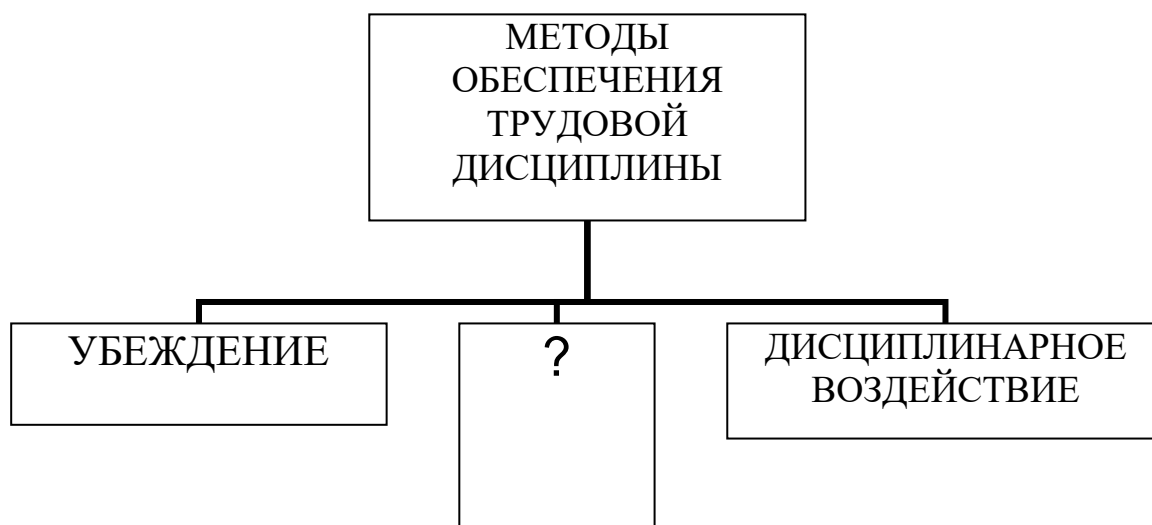 МЕТОДЫ
ОБЕСПЕЧЕНИЯ
ТРУДОВОЙ
ДИСЦИПЛИНЫ
УБЕЖДЕНИЕ
?
ДИСЦИПЛИНАРНОЕ
ВОЗДЕЙСТВИЕ